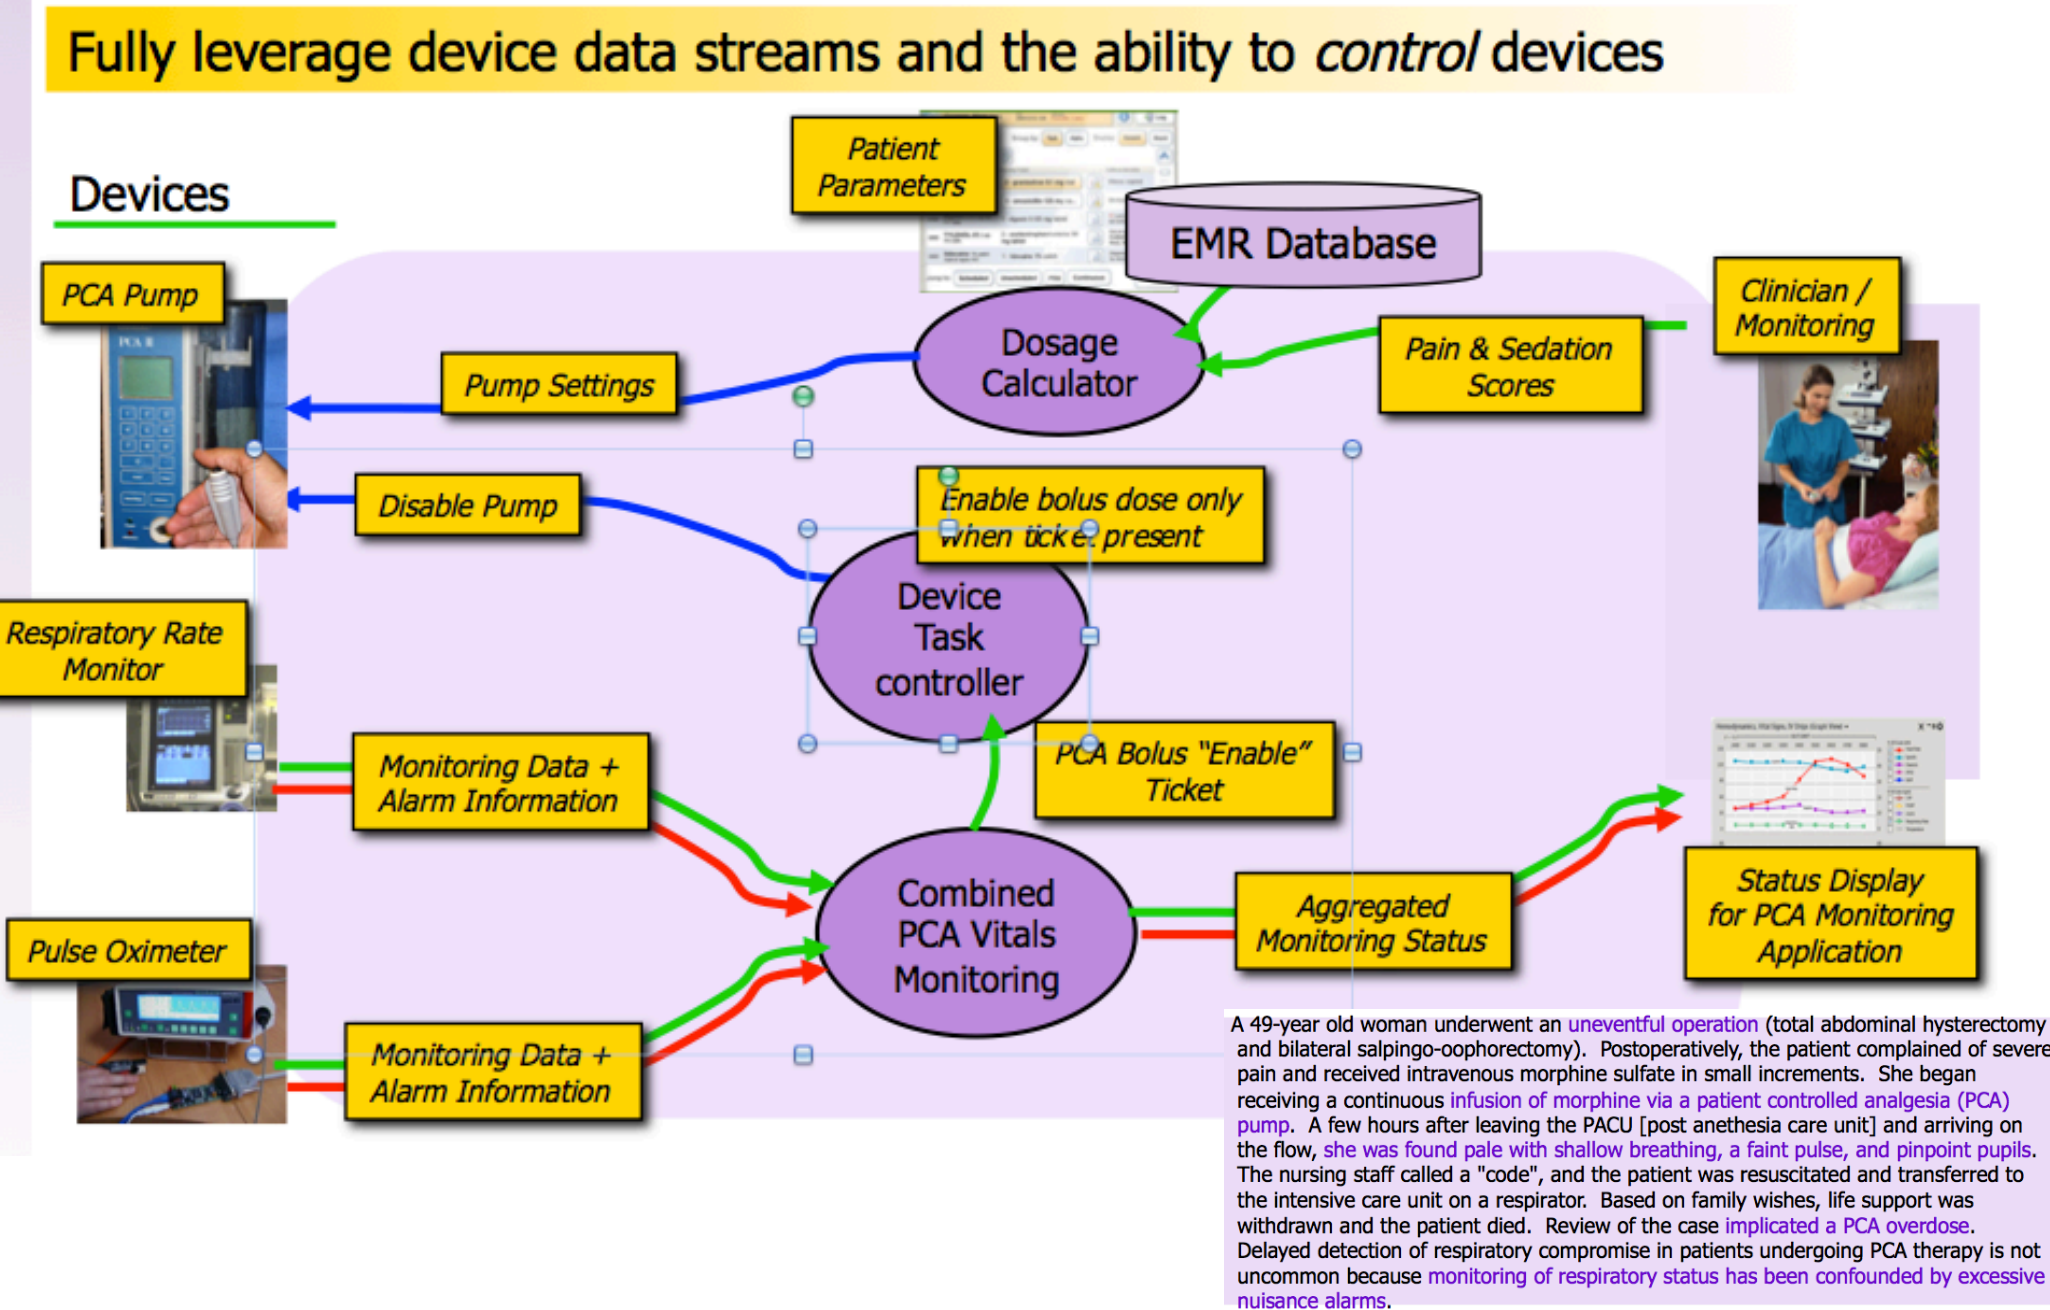 Fully leverage device data streams and the ability to control devices
Devices
Patient
Parameters
EMR Database
PCA Pump
PCA II
Pump Settings
Dosage
Calculator
Pain & Sedation
Scores
Clinician /
Monitoring
Disable Pump
Enable bolus dose only
when ticket present
Device
Task
controller
Respiratory Rate
Monitor
Monitoring Data +
Alarm Information
PCA Bolus “Enable”
Ticket
Combined
PCA Vitals
Monitoring
Aggregated
Monitoring Status
Status Display
for PCA Monitoring
Application
Pulse Oximeter
Monitoring Data +
Alarm Information
A 49-year old woman underwent an uneventful operation (total abdominal hysterectomy
and bilateral salpingo-oophorectomy). Postoperatively, the patient complained of severe
pain and received intravenous morphine sulfate in small increments. She began
receiving a continuous infusion of morphine via a patient controlled analgesia (PCA)
pump. A few hours after leaving the PACU [post anethesia care unit] and arriving on
the flow, she was found pale with shallow breathing, a faint pulse, and pinpoint pupils.
The nursing staff called a "code", and the patient was resuscitated and transferred to
the intensive care unit on a respirator. Based on family wishes, life support was
withdrawn and the patient died. Review of the case implicated a PCA overdose.
Delayed detection of respiratory compromise in patients undergoing PCA therapy is not
uncommon because monitoring of respiratory status has been confounded by excessive
nuisance alarms.